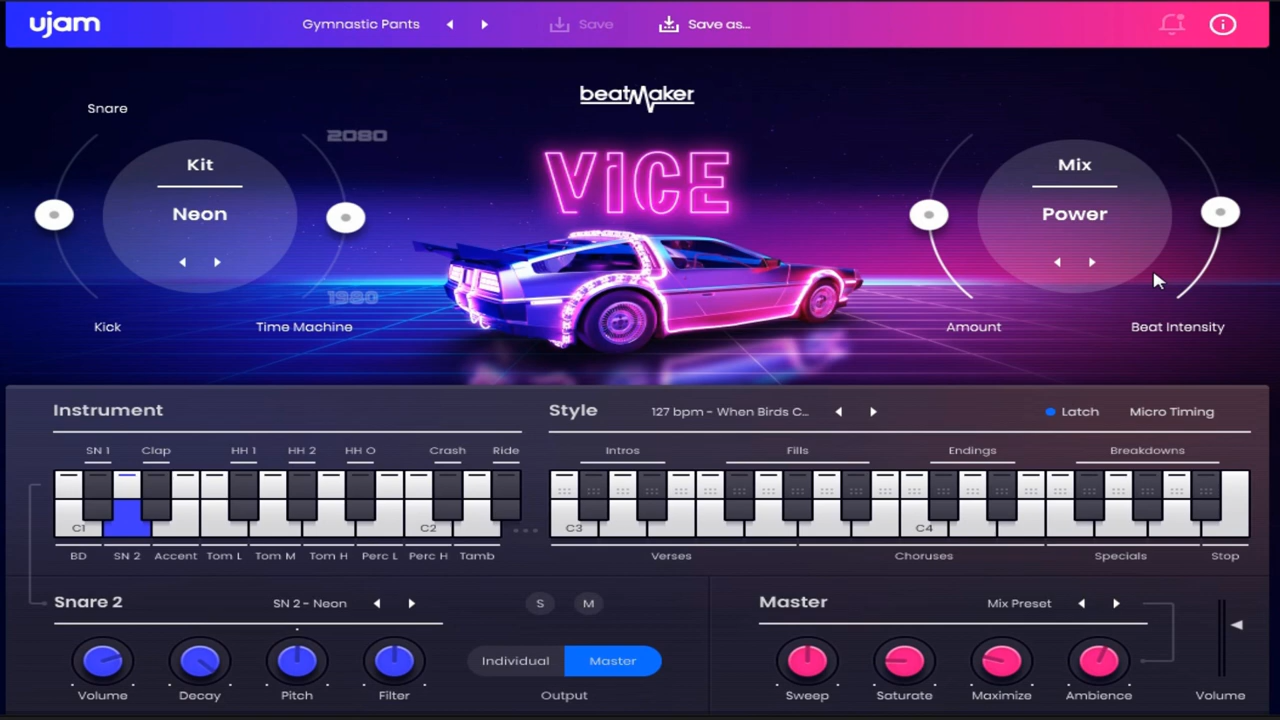 ujam
Gymnastic Pants
Save
Save as...
beatMaker
Snare
2080
VICE
Kit
Mix
Neon
Power
1980
Kick
Time Machine
Amount
Beat Intensity
Instrument
Style
127 bpm - When Birds C...
Latch
Micro Timing
SN 1 Clap HH 1 HH 2 HH O Crash Ride
Intros Fills Endings Breakdowns
C1 C2 C3 C4
BD SN 2 Accent Tom L Tom M Tom H Perc L Perc H Tamb
Verses Choruses Specials Stop
Snare 2
SN 2 - Neon
S M
Master
Mix Preset
Individual Master
Volume Decay Pitch Filter
Output
Sweep Saturate Maximize Ambience
Volume